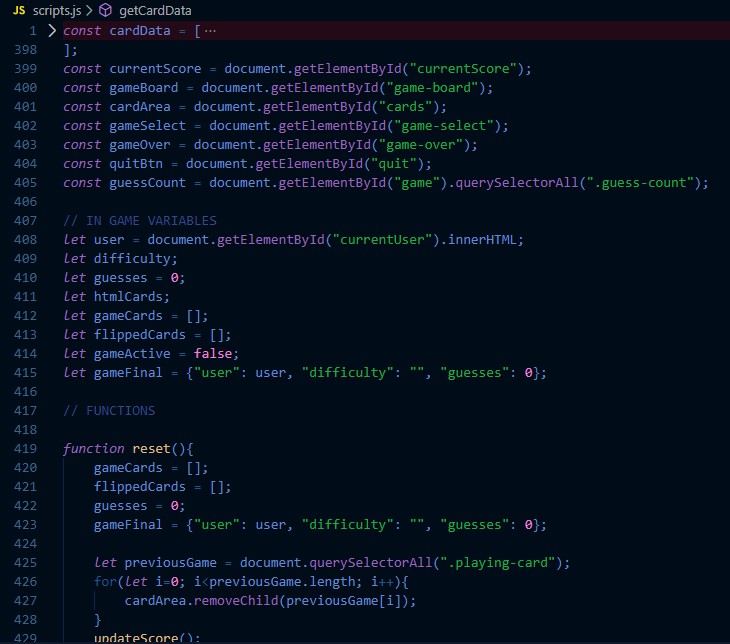 JS scripts.js > getCardData
1 > const cardData = [ ···
398 ];
399 const currentScore = document.getElementById("currentScore");
400 const gameBoard = document.getElementById("game-board");
401 const cardArea = document.getElementById("cards");
402 const gameSelect = document.getElementById("game-select");
403 const gameOver = document.getElementById("game-over");
404 const quitBtn = document.getElementById("quit");
405 const guessCount = document.getElementById("game").querySelectorAll(".guess-count");
406
407 // IN GAME VARIABLES
408 let user = document.getElementById("currentUser").innerHTML;
409 let difficulty;
410 let guesses = 0;
411 let htmlCards;
412 let gameCards = [];
413 let flippedCards = [];
414 let gameActive = false;
415 let gameFinal = {"user": user, "difficulty": "", "guesses": 0};
416
417 // FUNCTIONS
418
419 function reset(){
420     gameCards = [];
421     flippedCards = [];
422     guesses = 0;
423     gameFinal = {"user": user, "difficulty": "", "guesses": 0};
424
425     let previousGame = document.querySelectorAll(".playing-card");
426     for(let i=0; i<previousGame.length; i++){
427         cardArea.removeChild(previousGame[i]);
428     }
429     updateScore();